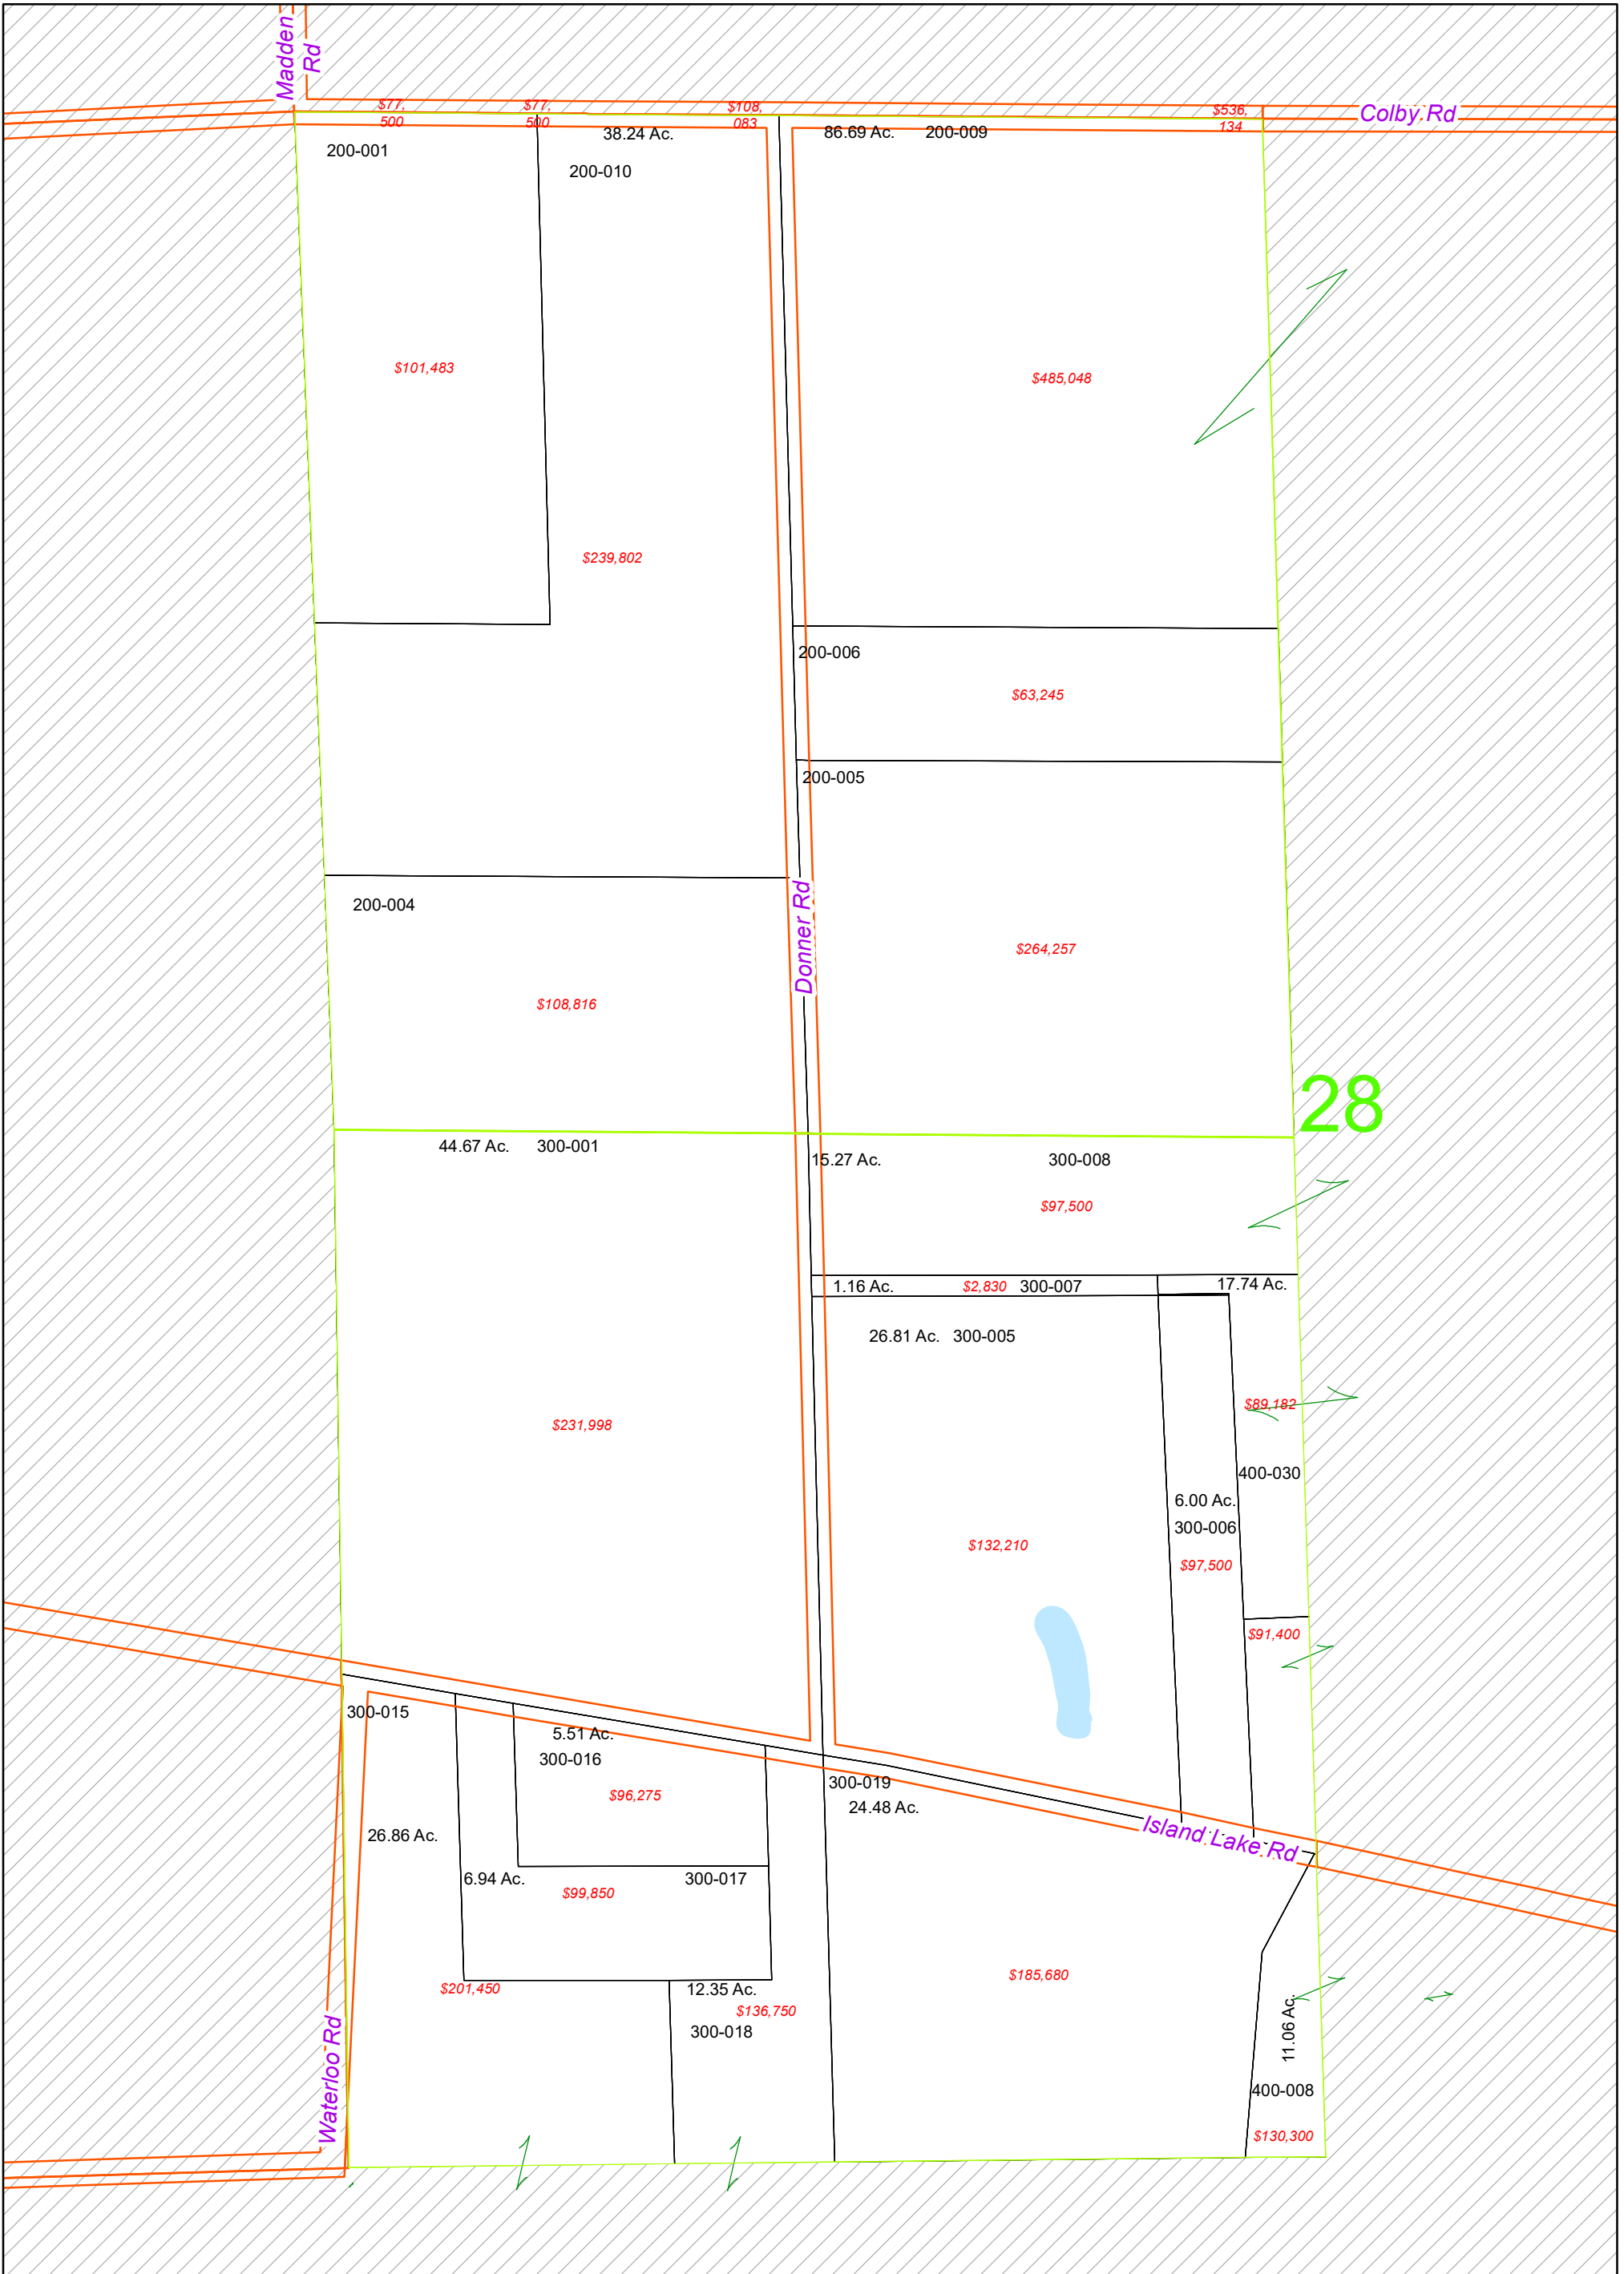 Madden
Rd
$77,
500
$77,
500
$108,
083
$536,
134
Colby Rd
38.24 Ac.
86.69 Ac. 200-009
200-001
200-010
$101,483
$485,048
$239,802
200-006
$63,245
200-005
200-004
Donner Rd
$264,257
$108,816
28
44.67 Ac. 300-001
15.27 Ac. 300-008
$97,500
1.16 Ac. $2,830 300-007
17.74 Ac.
26.81 Ac. 300-005
$89,182
$231,998
400-030
6.00 Ac.
300-006
$132,210
$97,500
$91,400
300-015
5.51 Ac.
300-016
300-019
$96,275
24.48 Ac.
Island Lake Rd
26.86 Ac.
6.94 Ac.
300-017
$99,850
$185,680
$201,450
12.35 Ac.
$136,750
300-018
11.06 Ac.
Waterloo Rd
400-008
$130,300